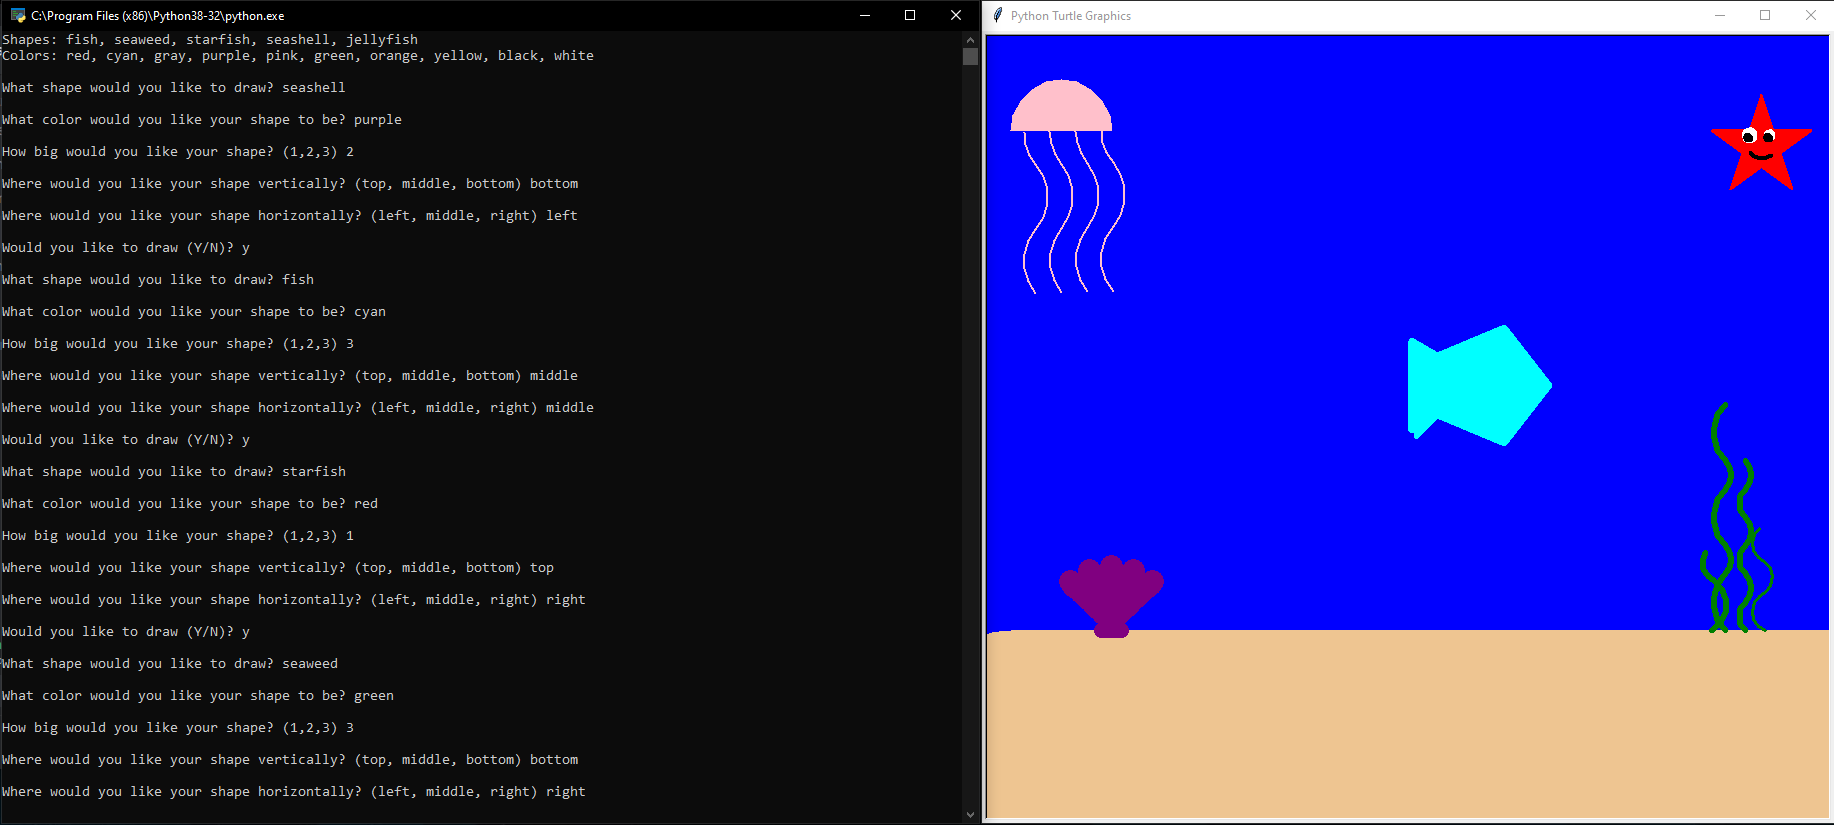 C:\Program Files (x86)\Python38-32\python.exe
Shapes: fish, seaweed, starfish, seashell, jellyfish
Colors: red, cyan, gray, purple, pink, green, orange, yellow, black, white
What shape would you like to draw? seashell
What color would you like your shape to be? purple
How big would you like your shape? (1,2,3) 2
Where would you like your shape vertically? (top, middle, bottom) bottom
Where would you like your shape horizontally? (left, middle, right) left
Would you like to draw (Y/N)? y
What shape would you like to draw? fish
What color would you like your shape to be? cyan
How big would you like your shape? (1,2,3) 3
Where would you like your shape vertically? (top, middle, bottom) middle
Where would you like your shape horizontally? (left, middle, right) middle
Would you like to draw (Y/N)? y
What shape would you like to draw? starfish
What color would you like your shape to be? red
How big would you like your shape? (1,2,3) 1
Where would you like your shape vertically? (top, middle, bottom) top
Where would you like your shape horizontally? (left, middle, right) right
Would you like to draw (Y/N)? y
What shape would you like to draw? seaweed
What color would you like your shape to be? green
How big would you like your shape? (1,2,3) 3
Where would you like your shape vertically? (top, middle, bottom) bottom
Where would you like your shape horizontally? (left, middle, right) right
Python Turtle Graphics